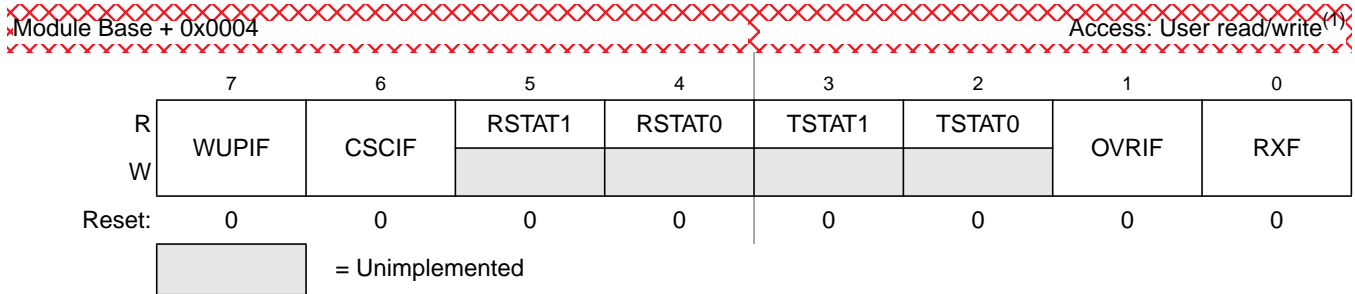 Module Base + 0x0004 Access: User read/write(1)
7 6 5 4 3 2 1 0
R WUPIF CSCIF RSTAT1 RSTAT0 TSTAT1 TSTAT0 OVRIF RXF
W
Reset: 0 0 0 0 0 0 0 0
= Unimplemented